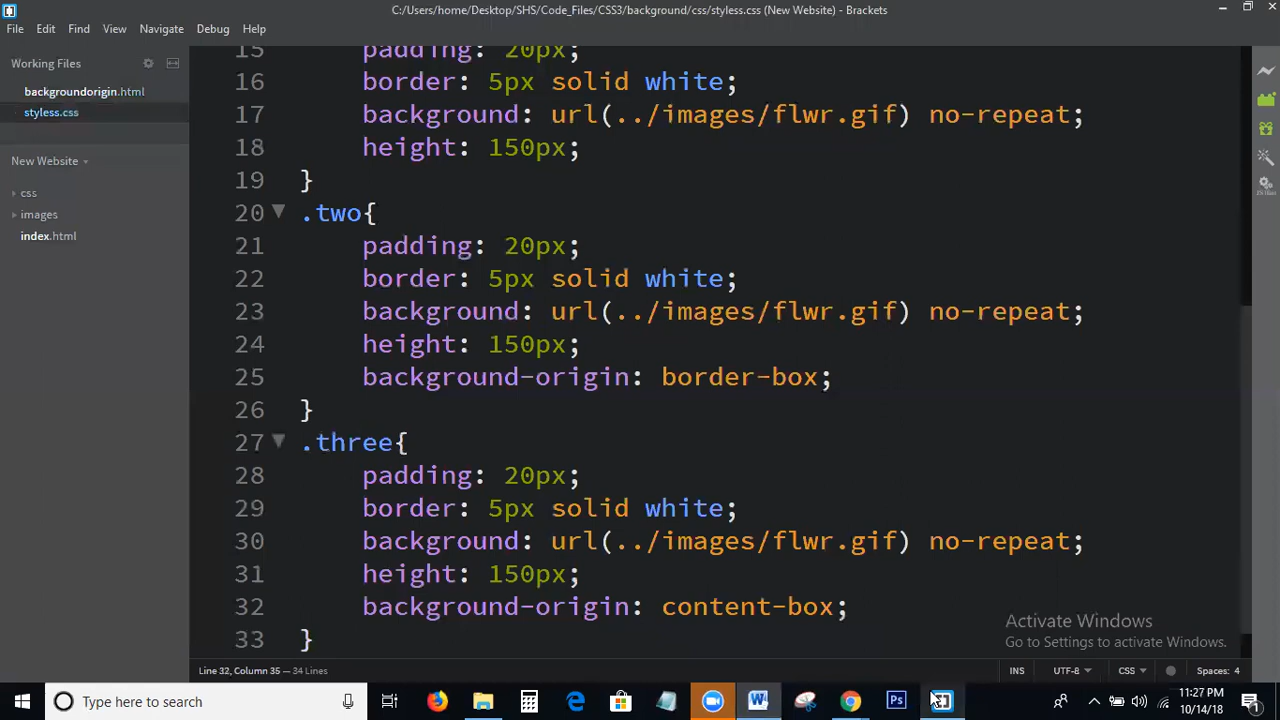 C:/Users/home/Desktop/SHS/Code_Files/CSS3/background/css/styless.css (New Website) - Brackets
File Edit Find View Navigate Debug Help
Working Files
backgroundorigin.html
styless.css
New Website
css
images
index.html
15 padding: 20px;
16 border: 5px solid white;
17 background: url(../images/flwr.gif) no-repeat;
18 height: 150px;
19 }
20 .two{
21 padding: 20px;
22 border: 5px solid white;
23 background: url(../images/flwr.gif) no-repeat;
24 height: 150px;
25 background-origin: border-box;
26 }
27 .three{
28 padding: 20px;
29 border: 5px solid white;
30 background: url(../images/flwr.gif) no-repeat;
31 height: 150px;
32 background-origin: content-box;
33 }
Activate Windows
Go to Settings to activate Windows.
Line 32, Column 35 — 34 Lines
INS UTF-8 CSS Spaces: 4
Type here to search
Ps
11:27 PM
10/14/18
1